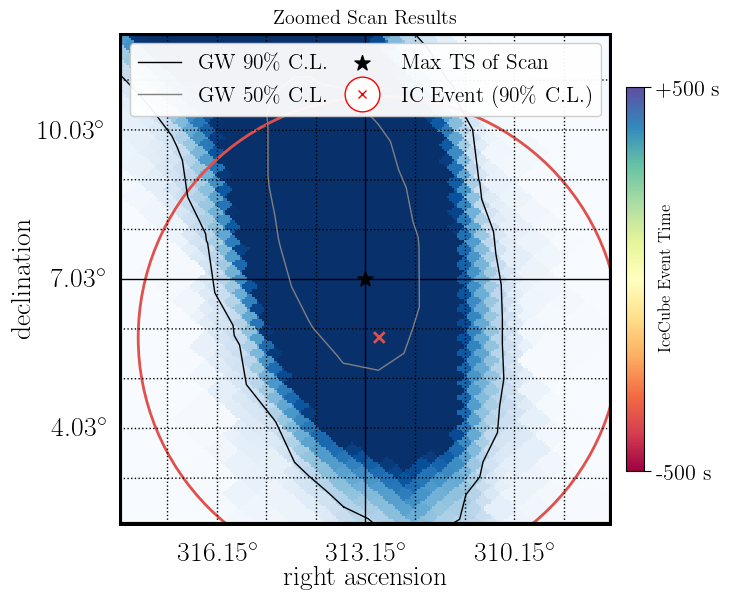 Zoomed Scan Results
GW 90% C.L.
Max TS of Scan
GW 50% C.L.
IC Event (90% C.L.)
+500 s
10.03°
7.03°
4.03°
declination
IceCube Event Time
-500 s
316.15°
313.15°
310.15°
right ascension